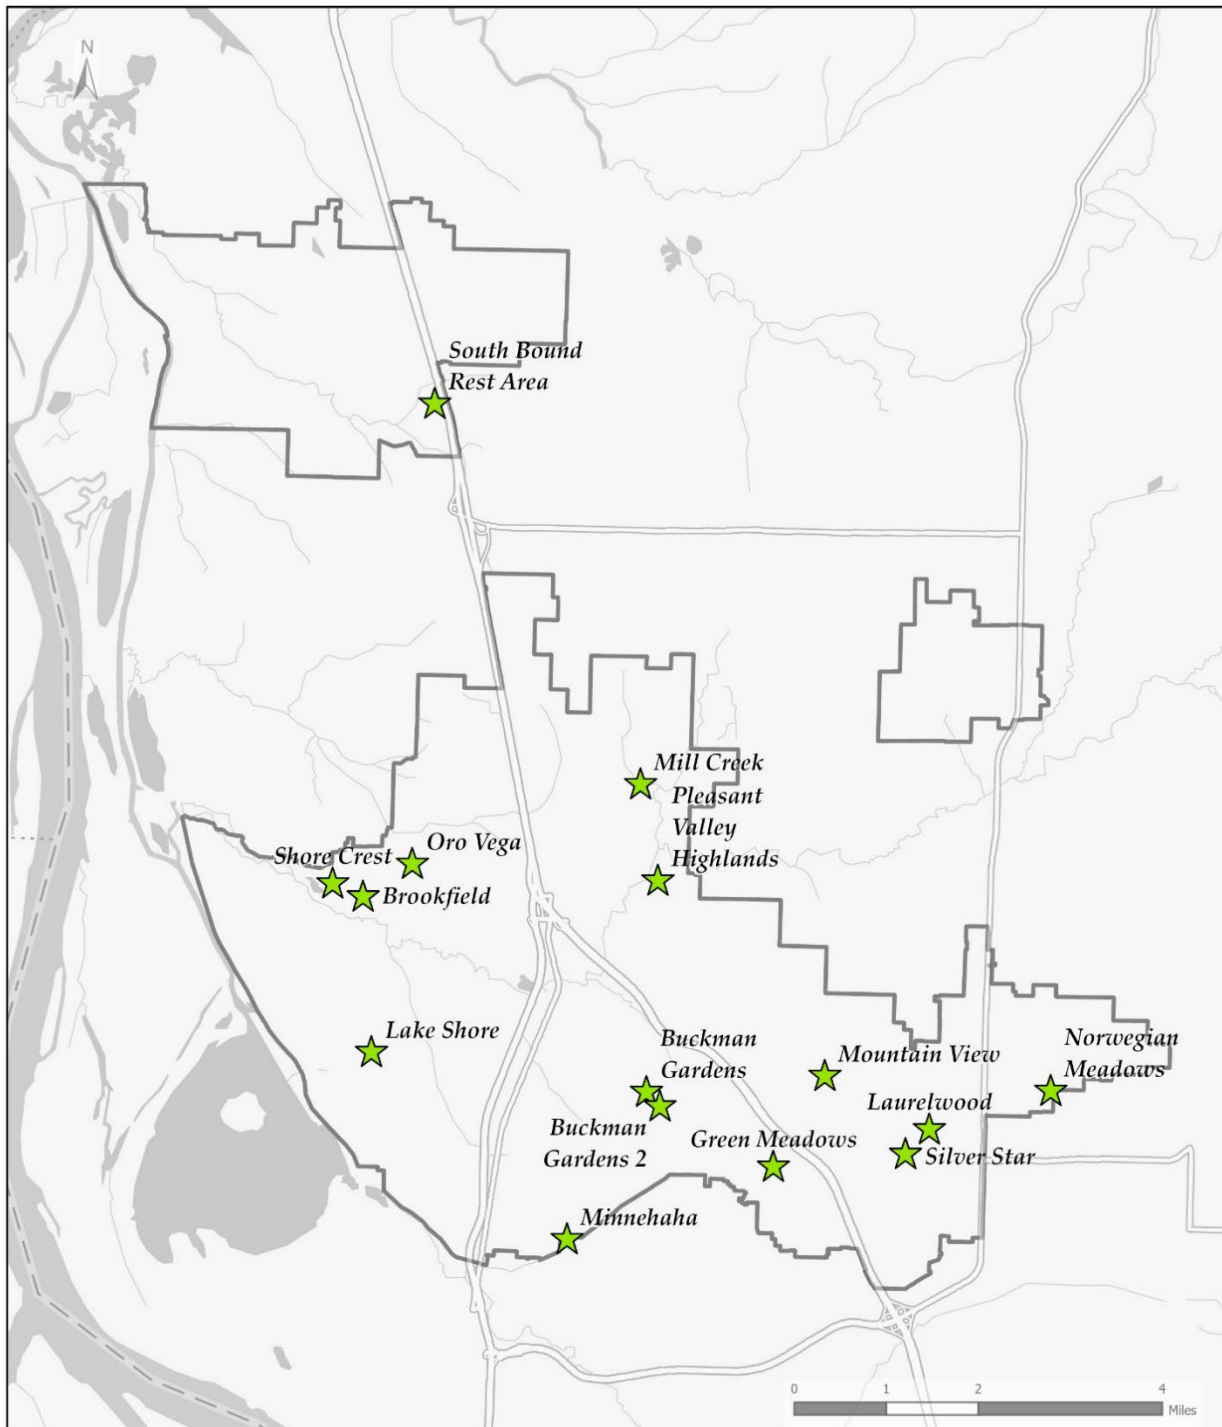 N
South Bound
Rest Area
Mill Creek
Pleasant
Valley
Highlands
Oro Vega
Shore Crest
Brookfield
Lake Shore
Buckman
Gardens
Mountain View
Norwegian
Meadows
Laurelwood
Buckman
Gardens 2
Green Meadows
Silver Star
Minnehaha
0 1 2 4
Miles